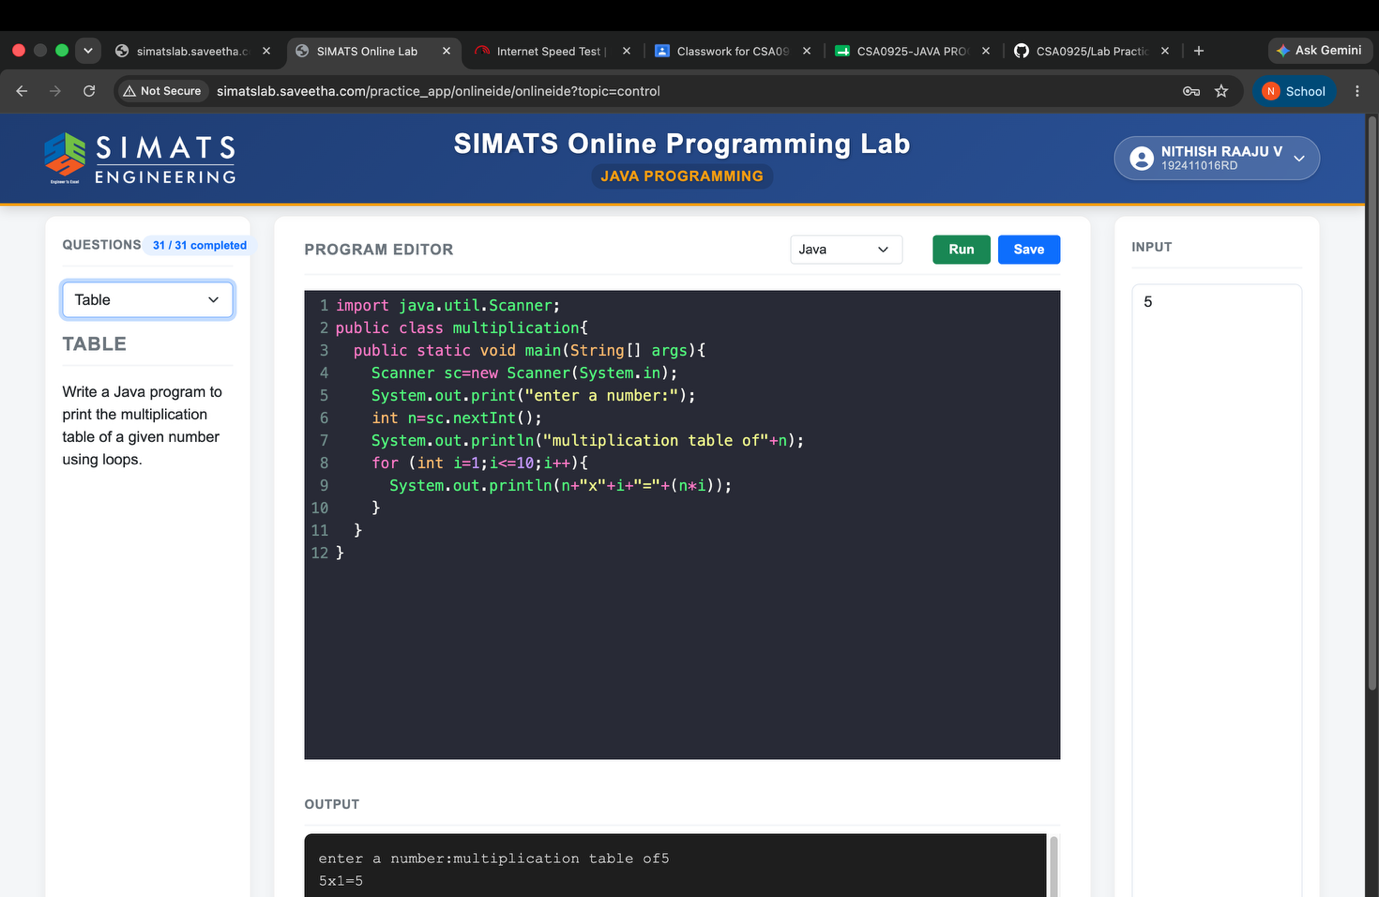 simatslab.saveetha.c
SIMATS Online Lab
Internet Speed Test |
Classwork for CSA09
CSA0925-JAVA PRO
CSA0925/Lab Practic
Ask Gemini
Not Secure
simatslab.saveetha.com/practice_app/onlineide/onlineide?topic=control
N School
SIMATS
ENGINEERING
SIMATS Online Programming Lab
JAVA PROGRAMMING
NITHISH RAAJU V
192411016RD
QUESTIONS 31 / 31 completed
Table
TABLE
Write a Java program to
print the multiplication
table of a given number
using loops.
PROGRAM EDITOR
Java
Run
Save
1 import java.util.Scanner;
2 public class multiplication{
3 public static void main(String[] args){
4 Scanner sc=new Scanner(System.in);
5 System.out.print("enter a number:");
6 int n=sc.nextInt();
7 System.out.println("multiplication table of"+n);
8 for (int i=1;i<=10;i++){
9 System.out.println(n+"x"+i+"="+(n*i));
10 }
11 }
12 }
OUTPUT
enter a number:multiplication table of5
5x1=5
INPUT
5